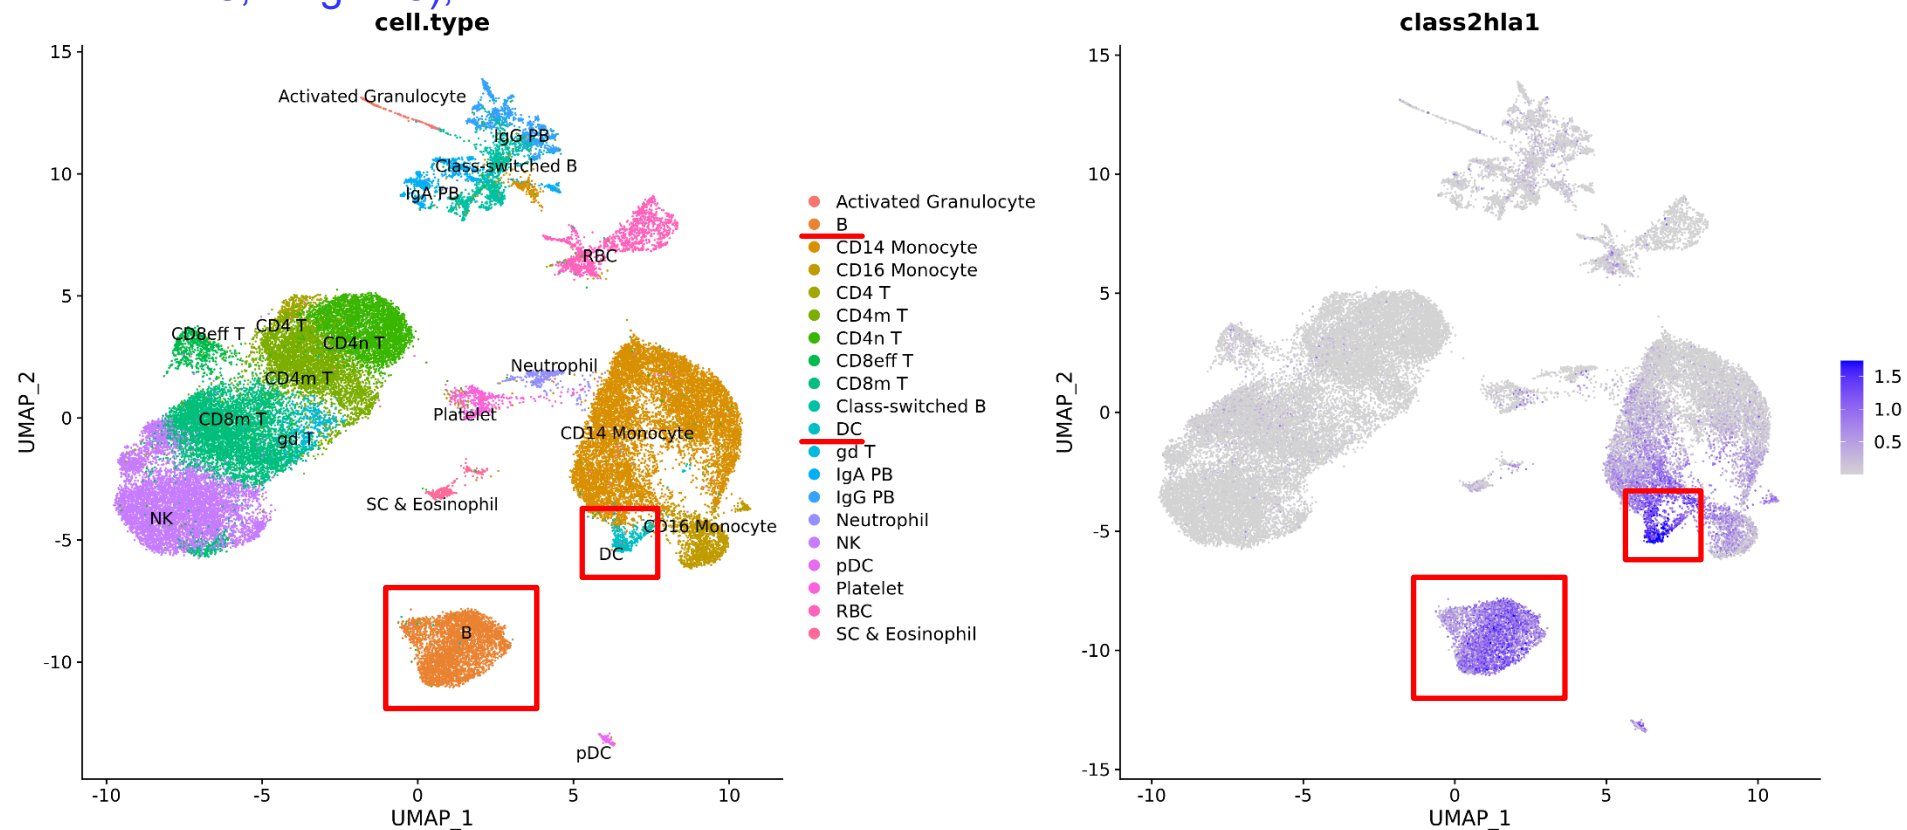 cell.type
class2hla1
15
10
5
0
-5
-10
UMAP_2
-10
-5
0
5
10
UMAP_1
Activated Granulocyte
IgG PB
Class-switched B
IgA PB
RBC
CD8eff T
CD4 T
CD4n T
CD4m T
Neutrophil
Platelet
CD8m T
gd T
CD14 Monocyte
SC & Eosinophil
NK
CD16 Monocyte
DC
B
pDC
Activated Granulocyte
B
CD14 Monocyte
CD16 Monocyte
CD4 T
CD4m T
CD4n T
CD8eff T
CD8m T
Class-switched B
DC
gd T
IgA PB
IgG PB
Neutrophil
NK
pDC
Platelet
RBC
SC & Eosinophil
15
10
5
0
-5
-10
-15
UMAP_2
-10
-5
0
5
10
UMAP_1
1.5
1.0
0.5